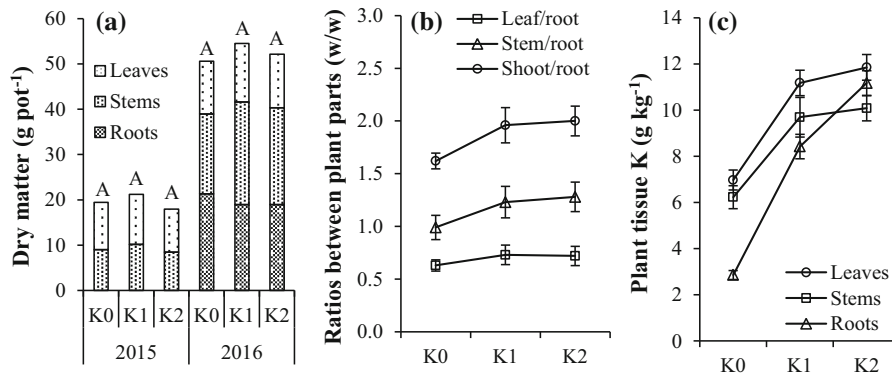 (a)
Dry matter (g pot-1)
60
50
40
30
20
10
0
Leaves
Stems
Roots
A A A A A A
K0 K1 K2 K0 K1 K2
2015 2016
(b)
Ratios between plant parts (w/w)
3.0
2.5
2.0
1.5
1.0
0.5
0.0
Leaf/root
Stem/root
Shoot/root
K0 K1 K2
(c)
Plant tissue K (g kg-1)
14
12
10
8
6
4
2
0
Leaves
Stems
Roots
K0 K1 K2